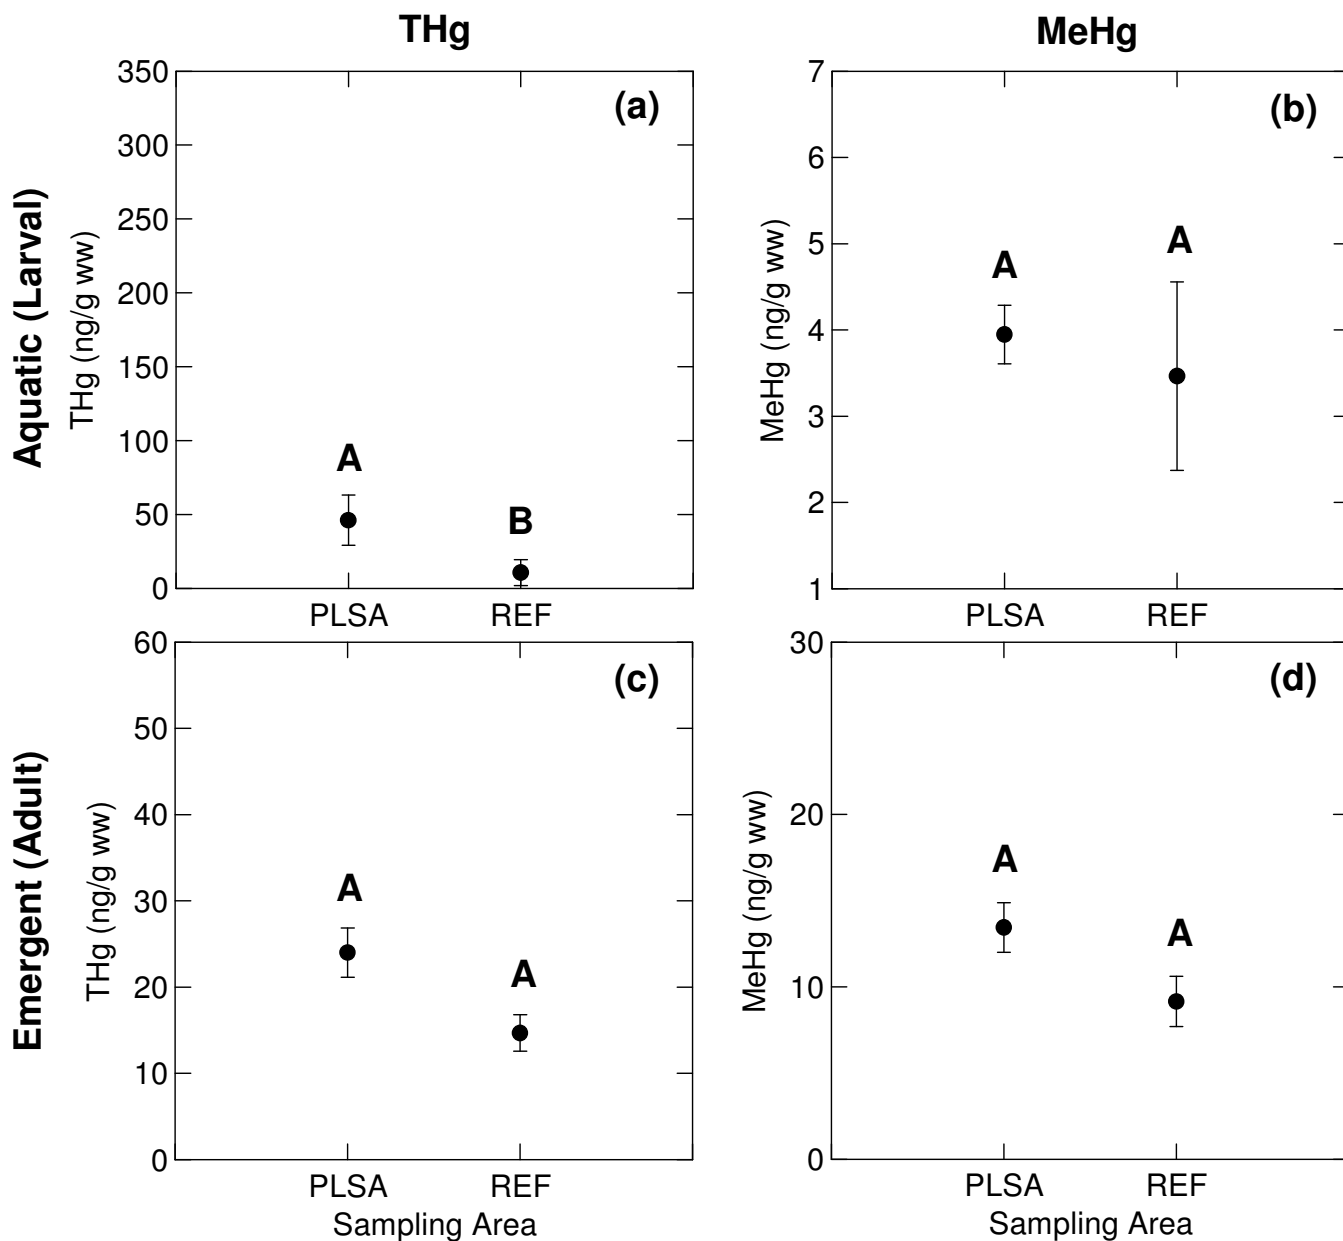 THg
MeHg
Aquatic (Larval)
THg (ng/g ww)
350
300
250
200
150
100
50
0
(a)
A
B
PLSA
REF
MeHg (ng/g ww)
7
6
5
4
3
2
1
(b)
A
A
PLSA
REF
Emergent (Adult)
THg (ng/g ww)
60
50
40
30
20
10
0
(c)
A
A
PLSA
REF
Sampling Area
MeHg (ng/g ww)
30
20
10
0
(d)
A
A
PLSA
REF
Sampling Area